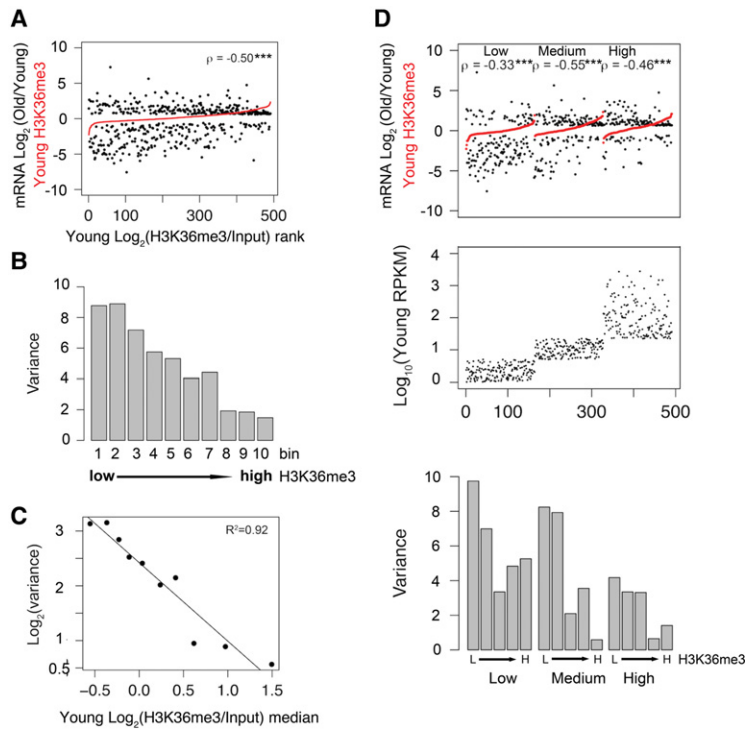 A
mRNA Log2(Old/Young)
Young H3K36me3
10
5
0
-5
-10
ρ = -0.50***
0 100 300 500
Young Log2(H3K36me3/Input) rank
B
Variance
10
8
6
4
2
0
1 2 3 4 5 6 7 8 9 10 bin
low high H3K36me3
C
Log2(variance)
3
2
1
0.5
R2=0.92
−0.5 0.0 0.5 1.0 1.5
Young Log2(H3K36me3/Input) median
D
mRNA Log2(Old/Young)
Young H3K36me3
10
5
0
-5
-10
Low Medium High
ρ = -0.33*** ρ = -0.55*** ρ = -0.46***
Log10(Young RPKM)
4
3
2
1
0
0 100 300 500
Variance
10
8
6
4
2
0
L H L H L H H3K36me3
Low Medium High